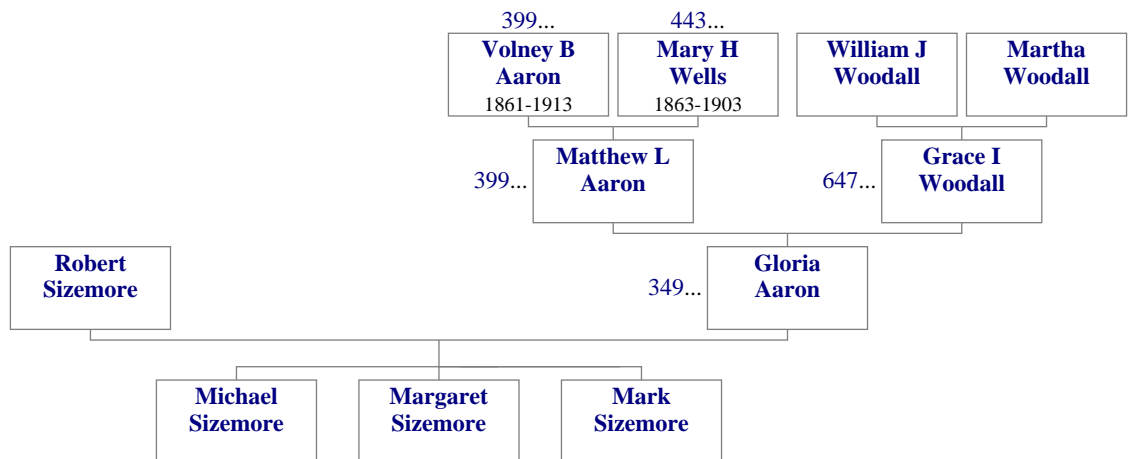 399...
443...
Volney B
Aaron
1861-1913
Mary H
Wells
1863-1903
William J
Woodall
Martha
Woodall
399...
Matthew L
Aaron
647...
Grace I
Woodall
Robert
Sizemore
349...
Gloria
Aaron
Michael
Sizemore
Margaret
Sizemore
Mark
Sizemore